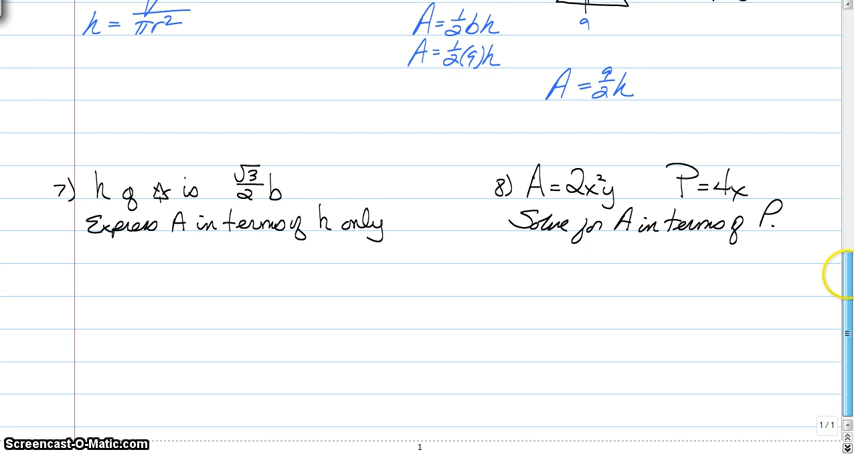 h = V/πr²
A = ½bh
A = ½(9)h
9
A = 9/2 h
7) h of △ is √3/2 b
Express A in terms of h only
8) A = 2x²y P = 4x
Solve for A in terms of P.
1/1
1
Screencast-O-Matic.com